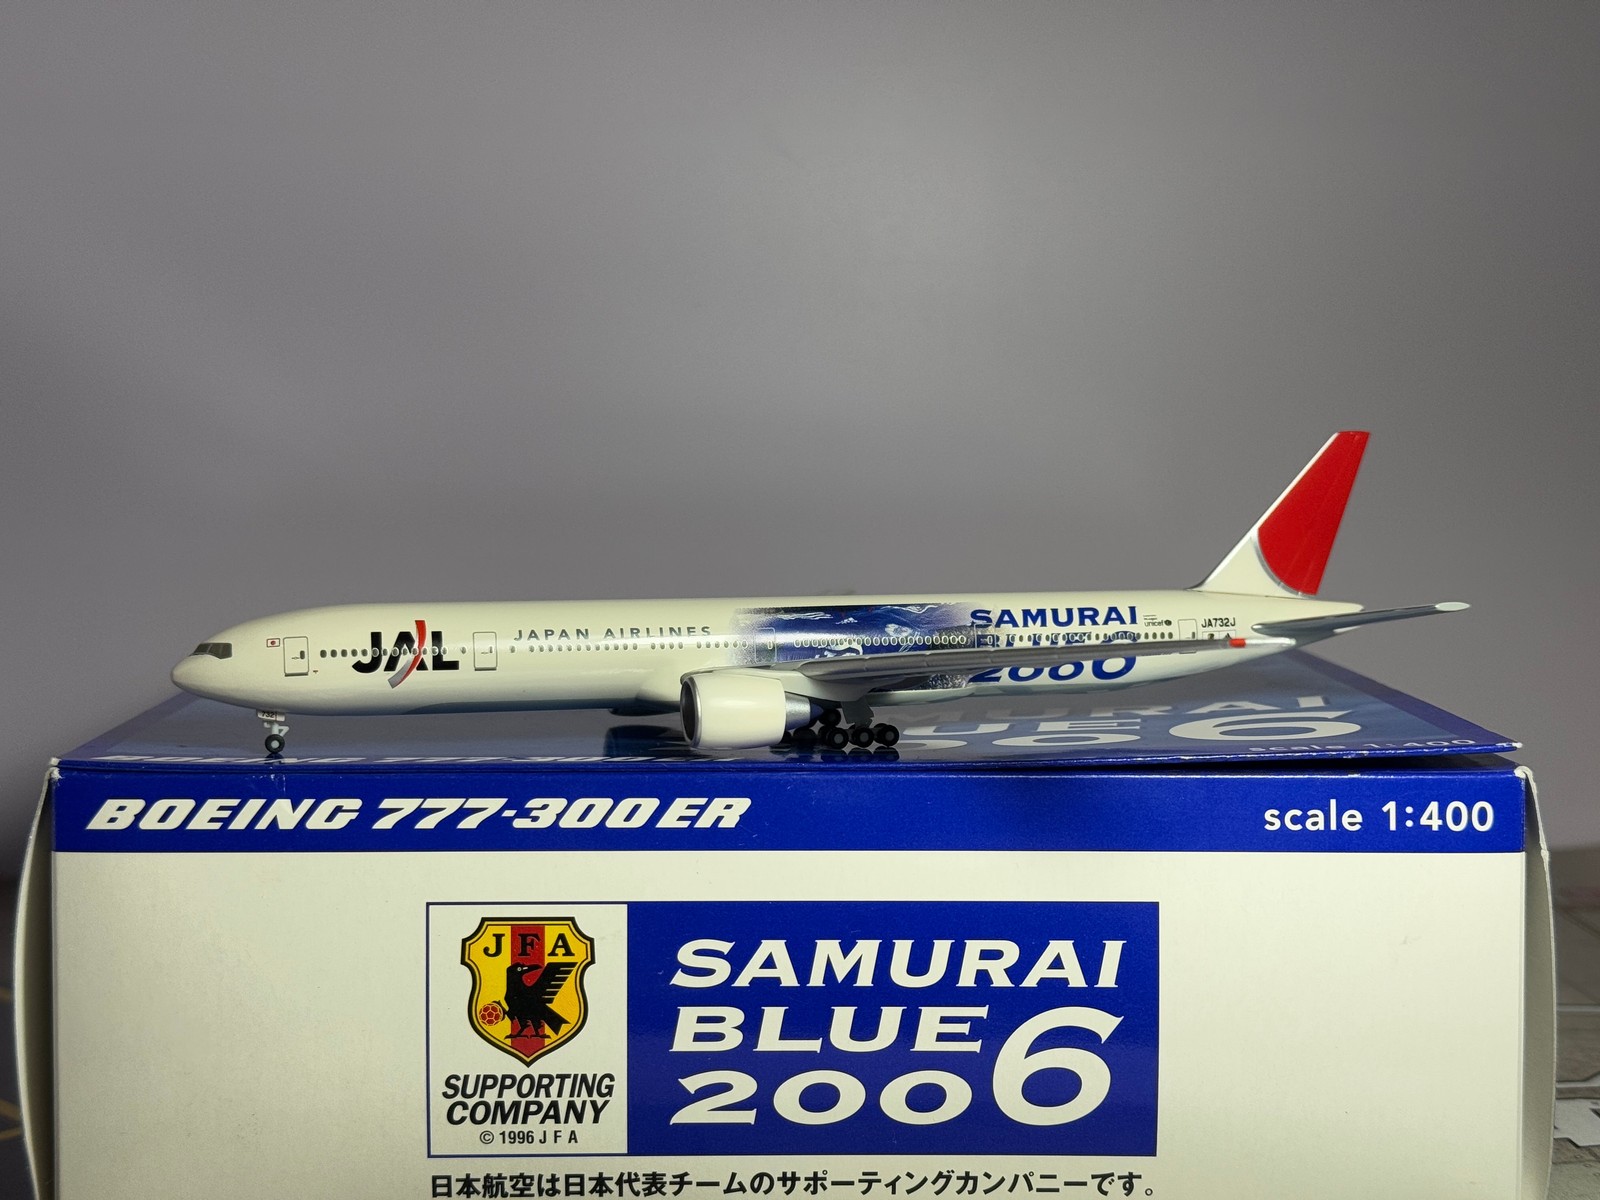 JAL
JAPAN AIRLINES
SAMURAI
BLUE
2006
unicef
JA732J
BOEING 777-300ER
scale 1:400
JFA
SUPPORTING
COMPANY
© 1996 J F A
SAMURAI
BLUE
2006
日本航空は日本代表チームのサポーティングカンパニーです。